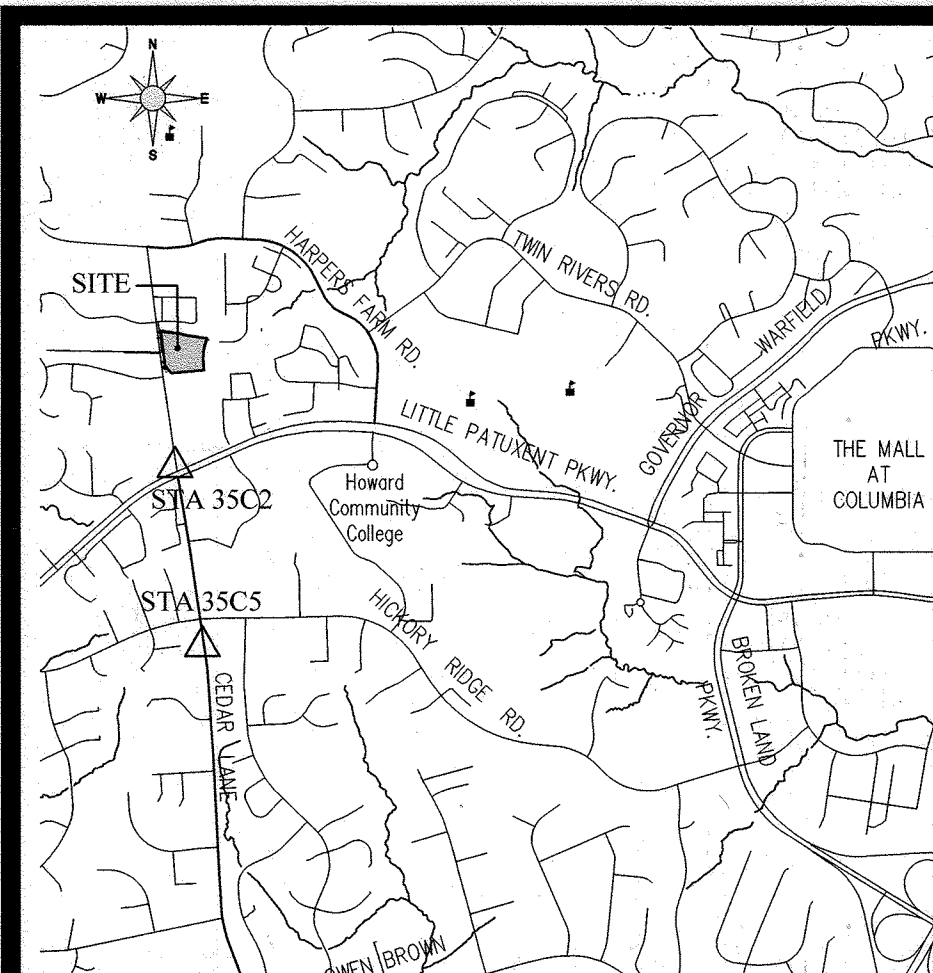 N
W E
S
HARPERS FARM RD.
TWIN RIVERS RD.
SITE
GOVERNOR WARFIELD PKWY.
LITTLE PATUXENT PKWY.
THE MALL
AT
COLUMBIA
Howard
Community
College
STA 35C2
STA 35C5
HICKORY RIDGE RD.
BROKEN LAND PKWY.
CEDAR LANE
OWEN BROWN